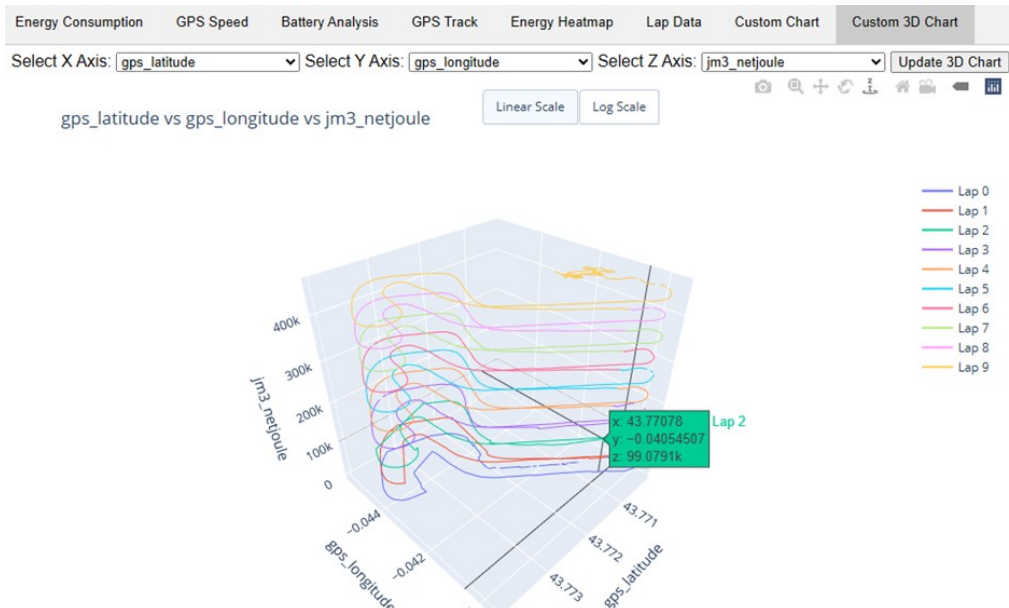 Energy Consumption GPS Speed Battery Analysis GPS Track Energy Heatmap Lap Data Custom Chart Custom 3D Chart
Select X Axis: gps_latitude Select Y Axis: gps_longitude Select Z Axis: jm3_netjoule Update 3D Chart
gps_latitude vs gps_longitude vs jm3_netjoule
Linear Scale Log Scale
Lap 0
Lap 1
Lap 2
Lap 3
Lap 4
Lap 5
Lap 6
Lap 7
Lap 8
Lap 9
400k
300k
200k
100k
0
jm3_netjoule
x: 43.77078 Lap 2
y: −0.04054507
z: 99.0791k
−0.044
−0.042
gps_longitude
43.771
43.772
43.773
gps_latitude